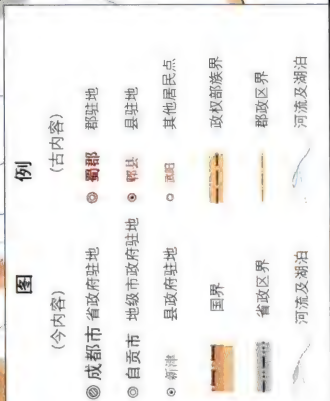 图 例
(今内容) (古内容)
成都市 省政府驻地 蜀郡 郡驻地
自贡市 地级市政府驻地 郫县 县驻地
新津 县政府驻地 武阳 其他居民点
国界 政权部族界
省政区界 郡政区界
河流及湖泊 河流及湖泊